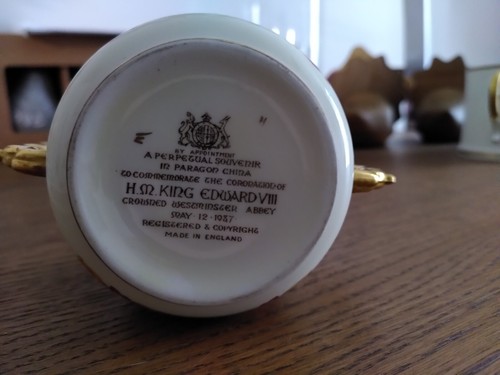 BY APPOINTMENT
A PERPETUAL SOUVENIR
IN PARAGON CHINA
TO COMMEMORATE THE CORONATION OF
H.M. KING EDWARD VIII
CROWNED WESTMINSTER ABBEY
MAY 12·1937
REGISTERED & COPYRIGHT
MADE IN ENGLAND